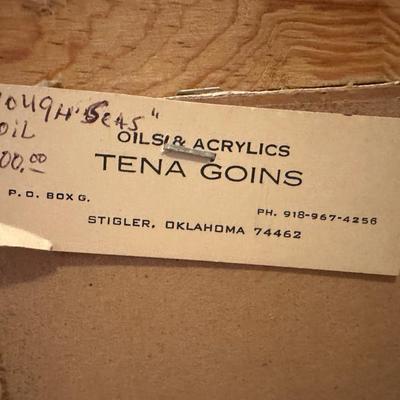 ough Seas"
OIL
00.00
OILS & ACRYLICS
TENA GOINS
P.O. BOX G.
PH. 918-967-4256
STIGLER, OKLAHOMA 74462